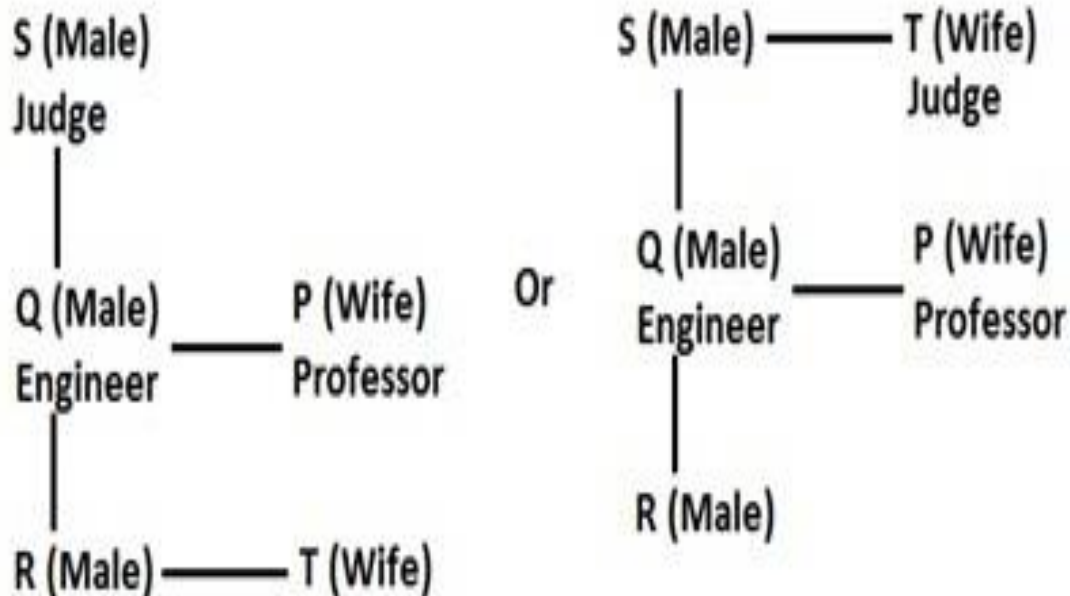 S (Male)
Judge
Q (Male)
Engineer
P (Wife)
Professor
R (Male)
T (Wife)
Or
S (Male)
T (Wife)
Judge
Q (Male)
Engineer
P (Wife)
Professor
R (Male)